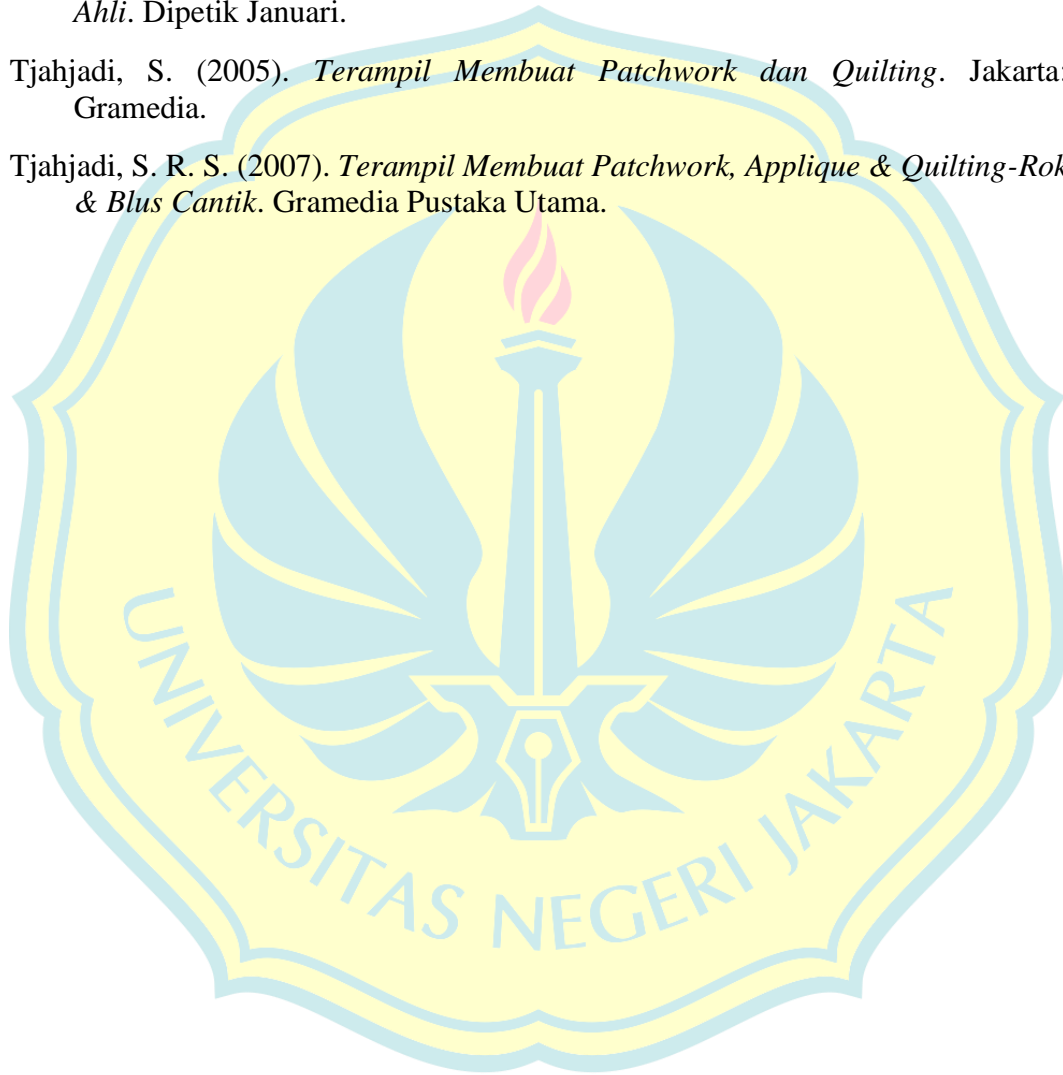 Ahli. Dipetik Januari.
Tjahjadi, S. (2005). Terampil Membuat Patchwork dan Quilting. Jakarta:
Gramedia.
Tjahjadi, S. R. S. (2007). Terampil Membuat Patchwork, Applique & Quilting-Rok
& Blus Cantik. Gramedia Pustaka Utama.
UNIVERSITAS NEGERI JAKARTA